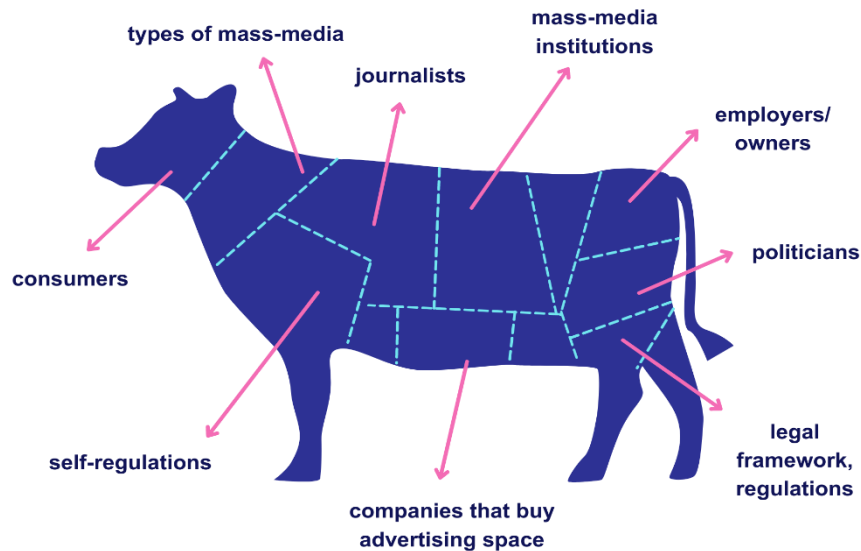 types of mass-media
journalists
mass-media
institutions
employers/
owners
consumers
politicians
self-regulations
companies that buy
advertising space
legal
framework,
regulations